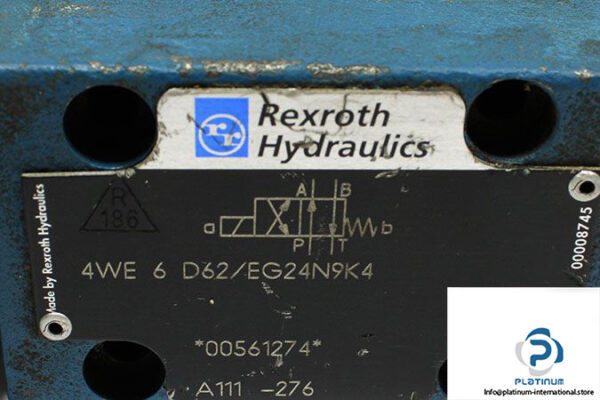 Rexroth
Hydraulics
Made by Rexroth Hydraulics
R
186
A B
a b
P T
4WE 6 D62/EG24N9K4
00008745
*00561274*
A111 -276
PLATINUM
Info@platinum-international.store